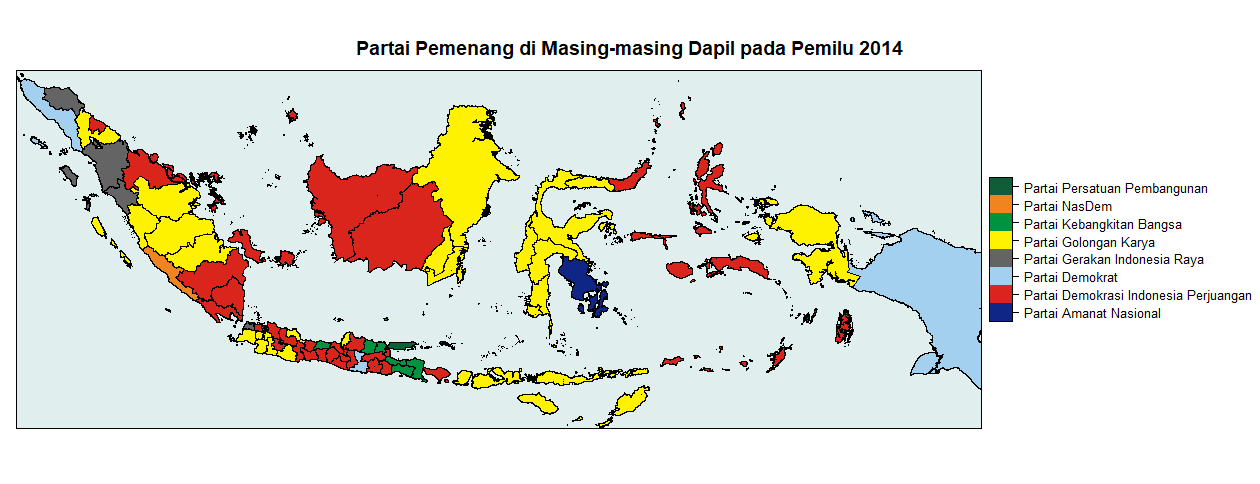 Partai Pemenang di Masing-masing Dapil pada Pemilu 2014
Partai Persatuan Pembangunan
Partai NasDem
Partai Kebangkitan Bangsa
Partai Golongan Karya
Partai Gerakan Indonesia Raya
Partai Demokrat
Partai Demokrasi Indonesia Perjuangan
Partai Amanat Nasional